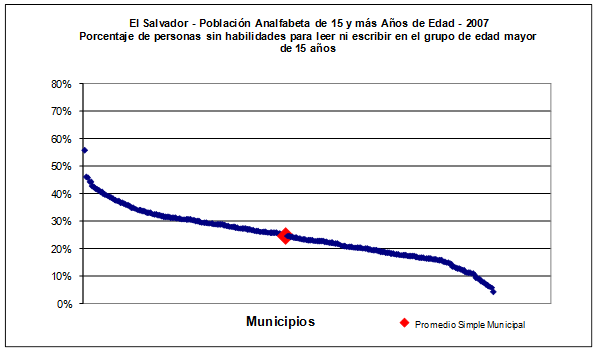 El Salvador - Población Analfabeta de 15 y más Años de Edad - 2007
Porcentaje de personas sin habilidades para leer ni escribir en el grupo de edad mayor
de 15 años
80%
70%
60%
50%
40%
30%
20%
10%
0%
Municipios
Promedio Simple Municipal